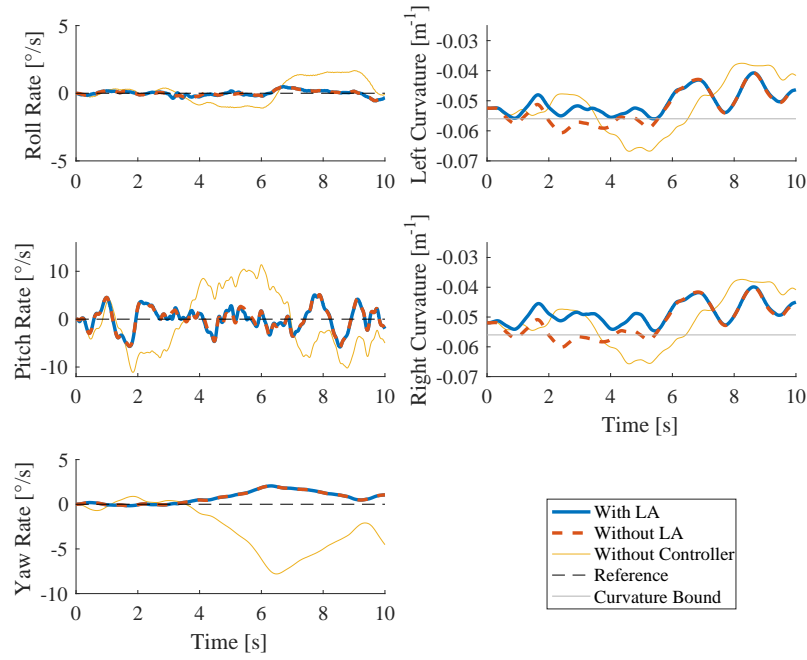 Roll Rate [°/s]
5
0
-5
0 2 4 6 8 10
Left Curvature [m-1]
-0.03
-0.04
-0.05
-0.06
-0.07
0 2 4 6 8 10
Pitch Rate [°/s]
10
0
-10
0 2 4 6 8 10
Right Curvature [m-1]
-0.03
-0.04
-0.05
-0.06
-0.07
0 2 4 6 8 10
Time [s]
Yaw Rate [°/s]
5
0
-5
-10
0 2 4 6 8 10
Time [s]
With LA
Without LA
Without Controller
Reference
Curvature Bound